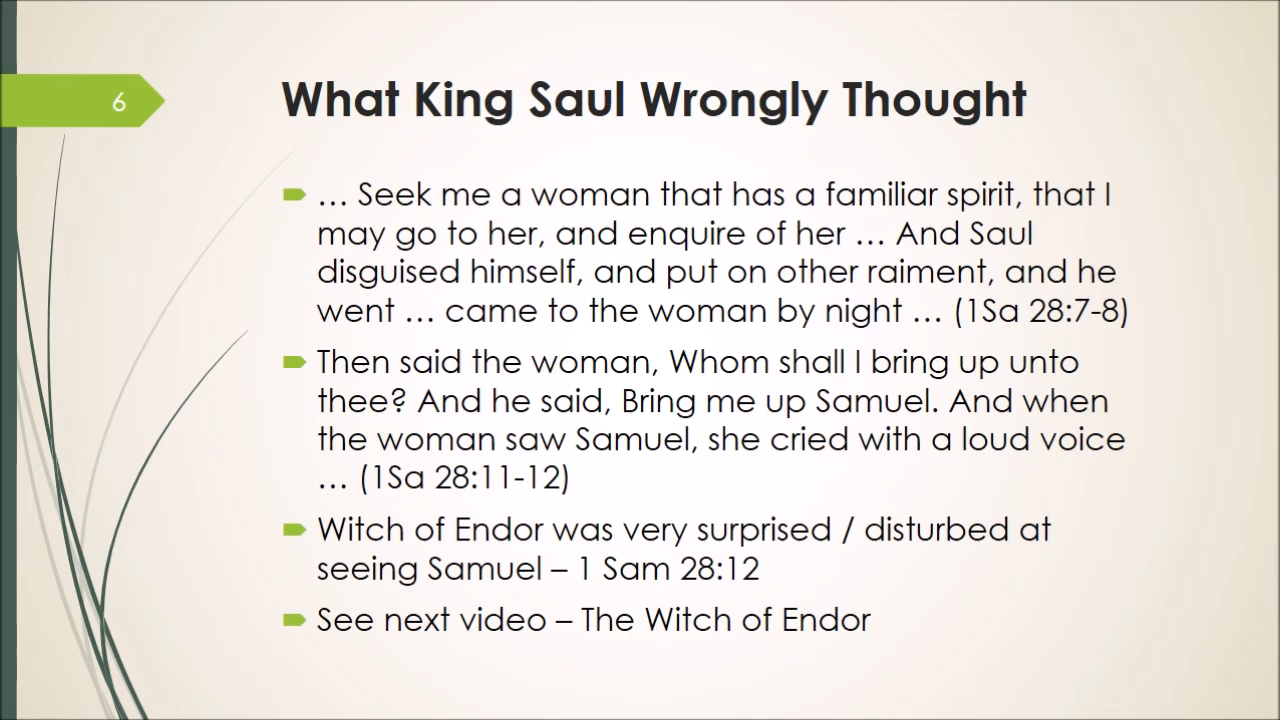 6
What King Saul Wrongly Thought
… Seek me a woman that has a familiar spirit, that I
may go to her, and enquire of her … And Saul
disguised himself, and put on other raiment, and he
went … came to the woman by night … (1Sa 28:7-8)
Then said the woman, Whom shall I bring up unto
thee? And he said, Bring me up Samuel. And when
the woman saw Samuel, she cried with a loud voice
… (1Sa 28:11-12)
Witch of Endor was very surprised / disturbed at
seeing Samuel – 1 Sam 28:12
See next video – The Witch of Endor